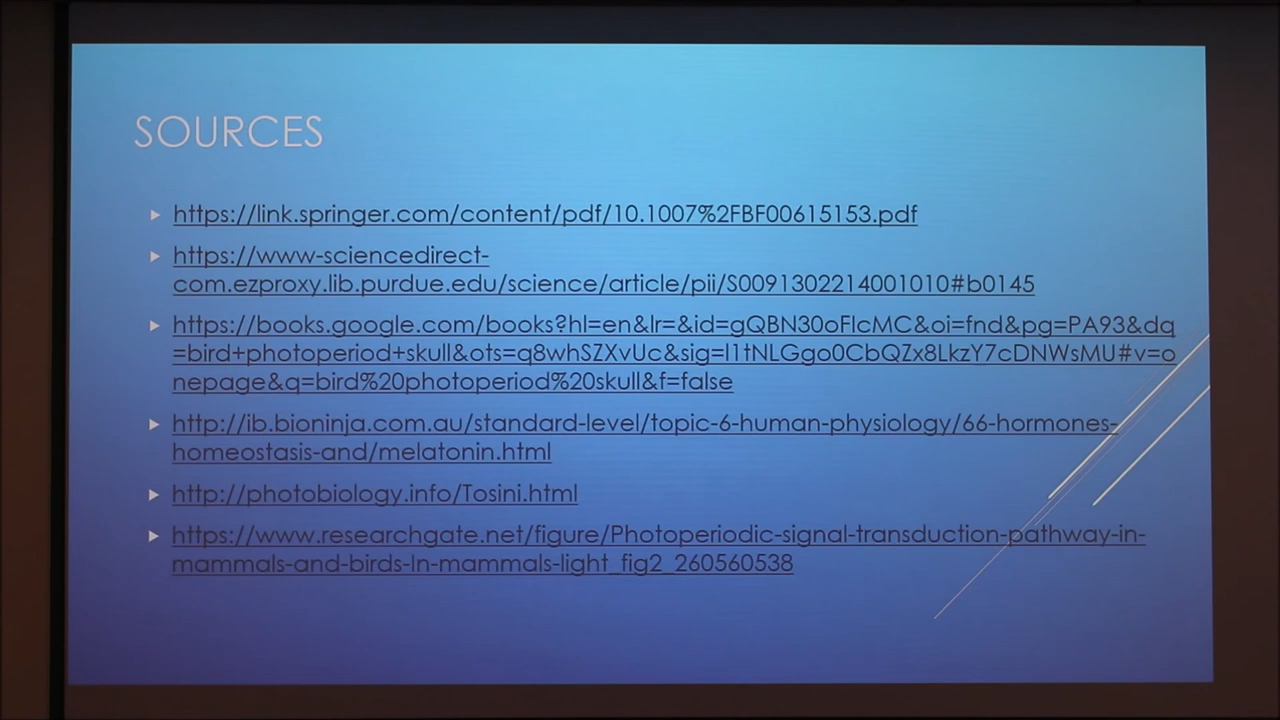 SOURCES
https://link.springer.com/content/pdf/10.1007%2FBF00615153.pdf
https://www-sciencedirect-
com.ezproxy.lib.purdue.edu/science/article/pii/S0091302214001010#b0145
https://books.google.com/books?hl=en&lr=&id=gQBN30oFlcMC&oi=fnd&pg=PA93&dq
=bird+photoperiod+skull&ots=q8whSZXvUc&sig=I1tNLGgo0CbQZx8LkzY7cDNWsMU#v=o
nepage&q=bird%20photoperiod%20skull&f=false
http://ib.bioninja.com.au/standard-level/topic-6-human-physiology/66-hormones-
homeostasis-and/melatonin.html
http://photobiology.info/Tosini.html
https://www.researchgate.net/figure/Photoperiodic-signal-transduction-pathway-in-
mammals-and-birds-In-mammals-light_fig2_260560538